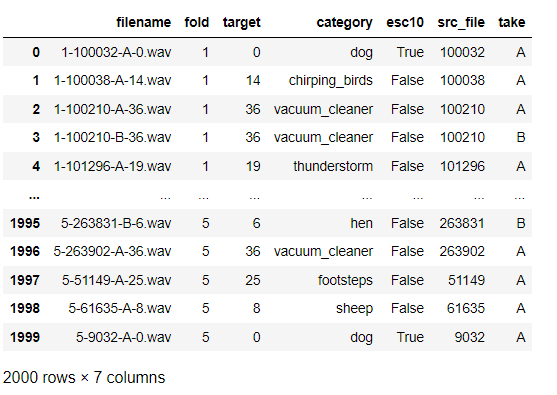 filename fold target category esc10 src_file take
0 1-100032-A-0.wav 1 0 dog True 100032 A
1 1-100038-A-14.wav 1 14 chirping_birds False 100038 A
2 1-100210-A-36.wav 1 36 vacuum_cleaner False 100210 A
3 1-100210-B-36.wav 1 36 vacuum_cleaner False 100210 B
4 1-101296-A-19.wav 1 19 thunderstorm False 101296 A
... ... ... ... ... ... ... ...
1995 5-263831-B-6.wav 5 6 hen False 263831 B
1996 5-263902-A-36.wav 5 36 vacuum_cleaner False 263902 A
1997 5-51149-A-25.wav 5 25 footsteps False 51149 A
1998 5-61635-A-8.wav 5 8 sheep False 61635 A
1999 5-9032-A-0.wav 5 0 dog True 9032 A
2000 rows × 7 columns